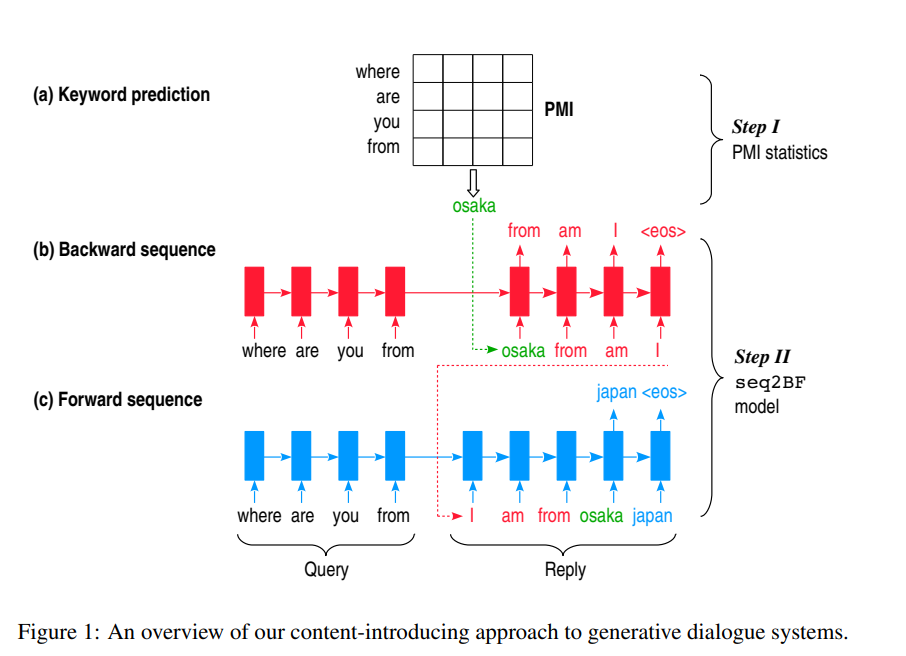 (a) Keyword prediction
where
are
you
from
PMI
Step I
PMI statistics
osaka
(b) Backward sequence
from am I <eos>
where are you from osaka from am I
Step II
seq2BF
model
(c) Forward sequence
japan <eos>
where are you from I am from osaka japan
Query Reply
Figure 1: An overview of our content-introducing approach to generative dialogue systems.